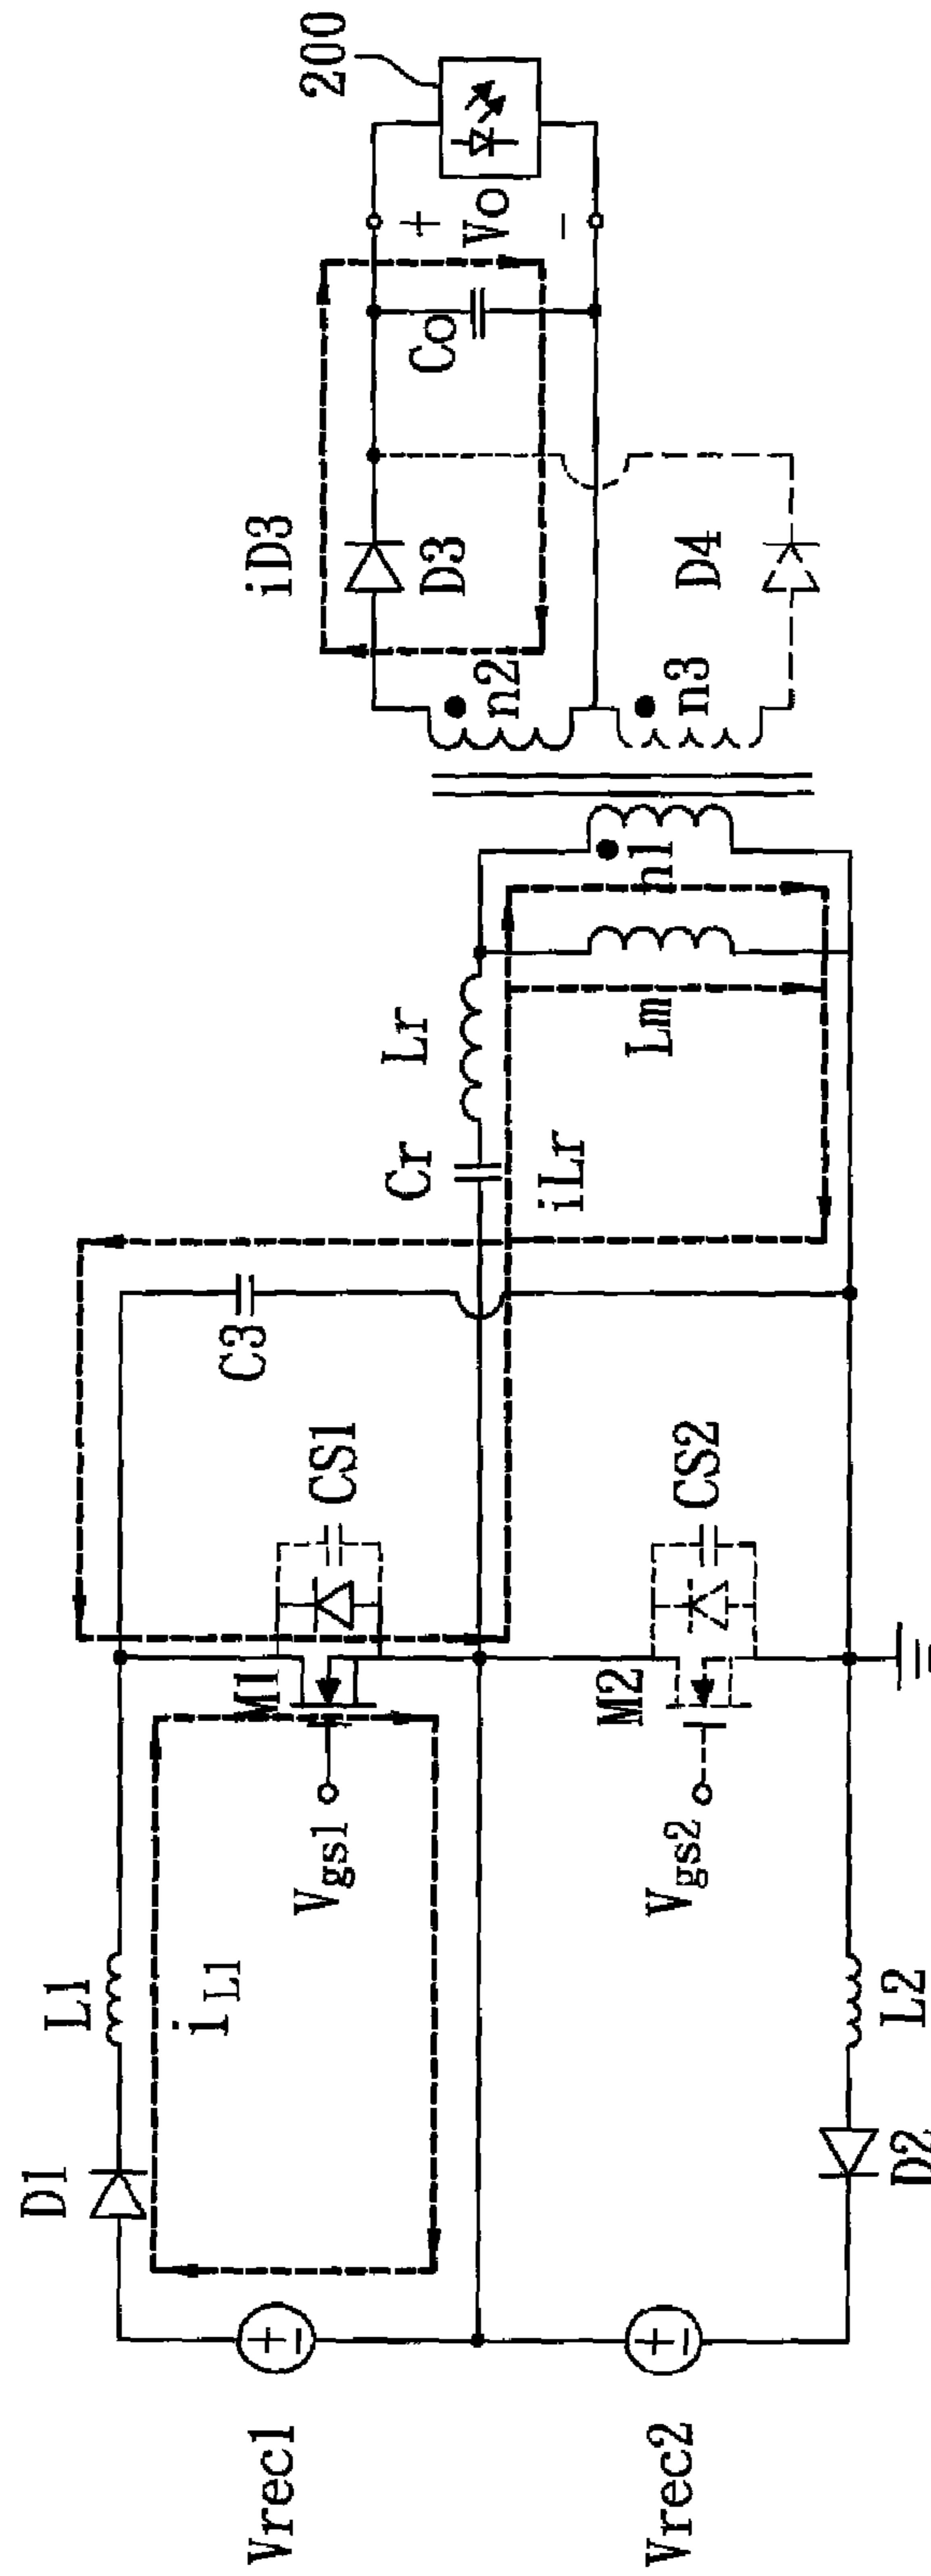 Vrec1
Vrec2
D1
L1
iL1
Vgs1
M1
CS1
C3
Cr
Lr
iLr
Lm
n1
n2
n3
iD3
D3
D4
Co
+
Vo
−
200
Vgs2
M2
CS2
L2
D2